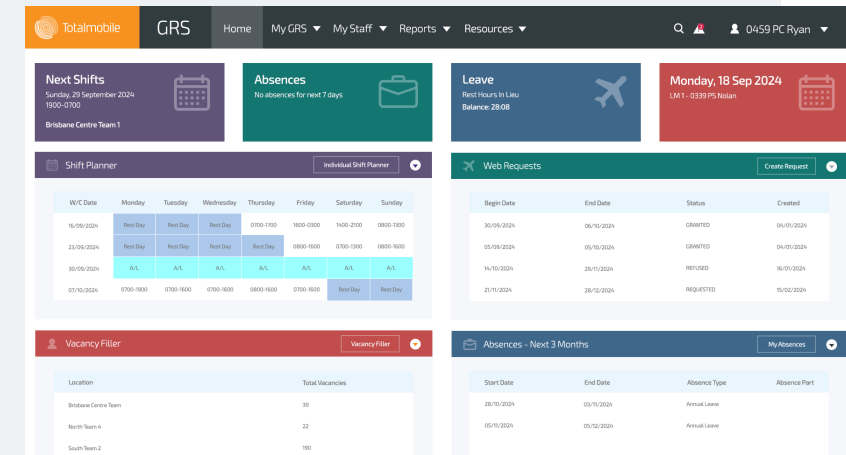 Totalmobile GRS Home My GRS My Staff Reports Resources 0459 PC Ryan
Next Shifts
Sunday, 29 September 2024
1900-0700
Brisbane Centre Team 1
Absences
No absences for next 7 days
Leave
Rest Hours In Lieu
Balance: 28:08
Monday, 18 Sep 2024
LM 1 - 0339 PS Nolan
Shift Planner Individual Shift Planner
W/C Date Monday Tuesday Wednesday Thursday Friday Saturday Sunday
16/09/2024 Rest Day Rest Day Rest Day 0700-1700 1600-0300 1400-2100 0800-1300
23/09/2024 Rest Day Rest Day Rest Day Rest Day 0800-1600 0700-1300 0800-1600
30/09/2024 A/L A/L A/L A/L A/L A/L A/L
07/10/2024 0700-1900 0700-1600 0700-1600 0800-1600 0700-1600 Rest Day Rest Day
Web Requests Create Request
Begin Date End Date Status Created
30/09/2024 06/10/2024 GRANTED 04/01/2024
05/09/2024 05/10/2024 GRANTED 04/01/2024
14/10/2024 29/11/2024 REFUSED 16/01/2024
21/11/2024 28/12/2024 REQUESTED 15/02/2024
Vacancy Filler Vacancy Filler
Location Total Vacancies
Brisbane Centre Team 30
North Team 4 22
South Team 2 190
Absences - Next 3 Months My Absences
Start Date End Date Absence Type Absence Part
28/10/2024 03/11/2024 Annual Leave
05/11/2024 05/12/2024 Annual Leave